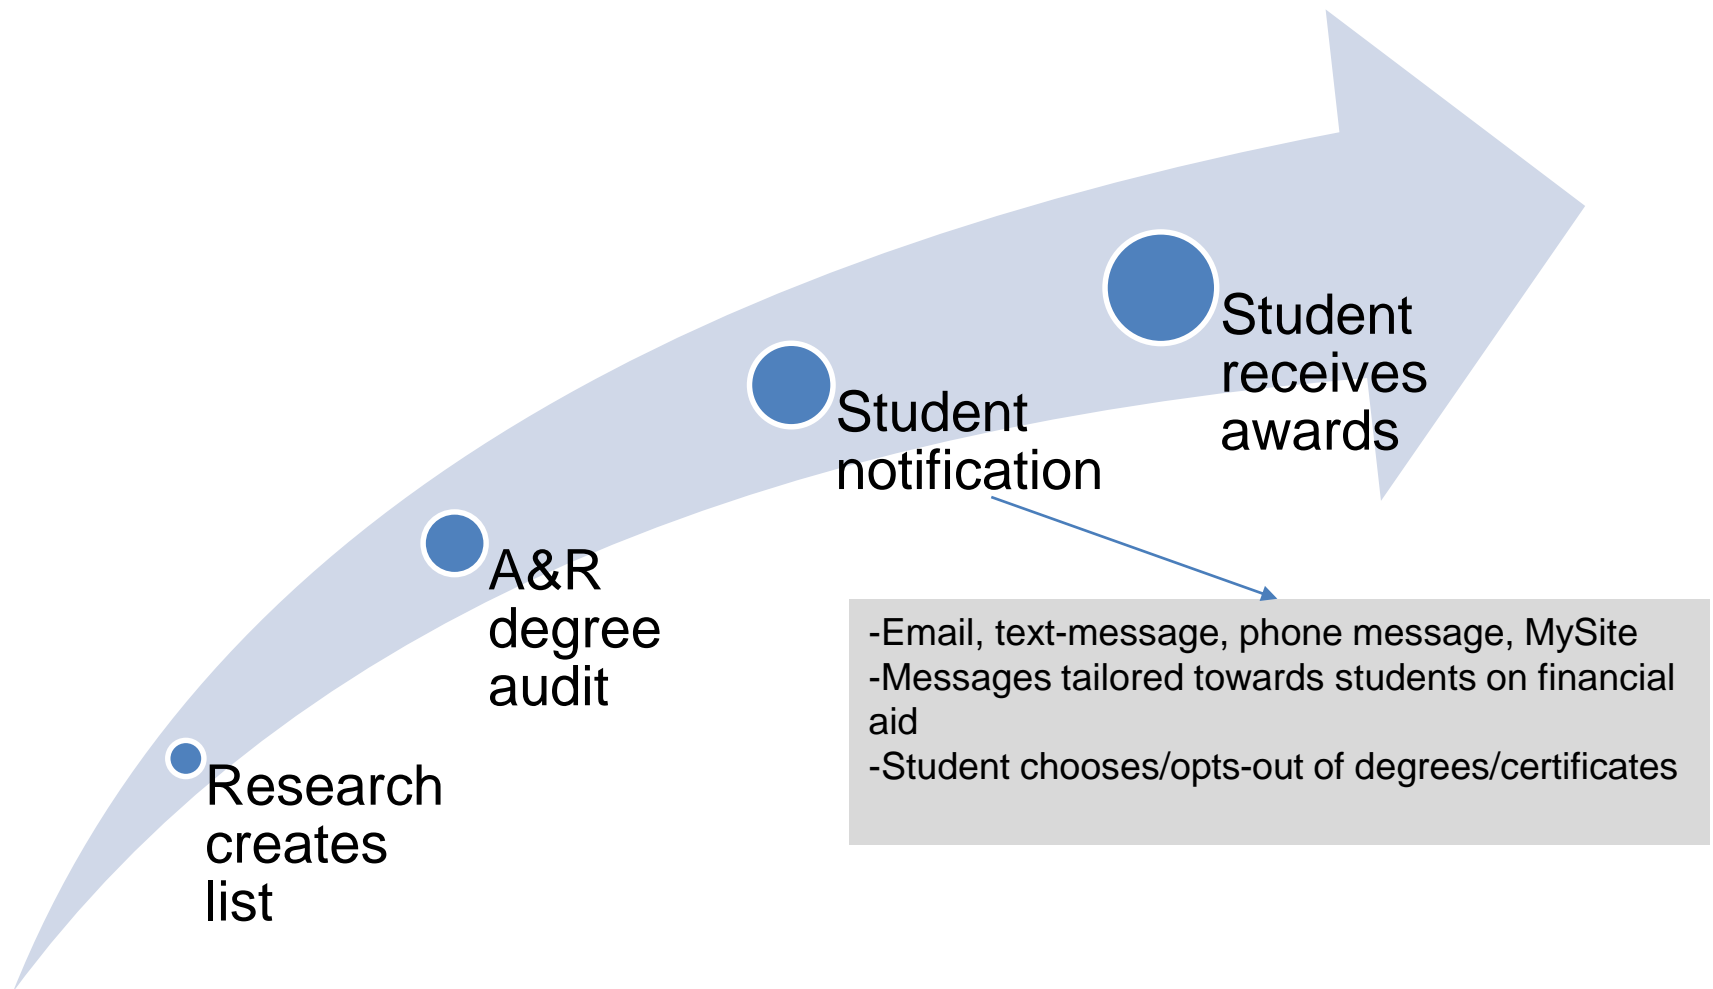 Student
receives
awards
Student
notification
A&R
degree
audit
Research
creates
list
-Email, text-message, phone message, MySite
-Messages tailored towards students on financial
aid
-Student chooses/opts-out of degrees/certificates